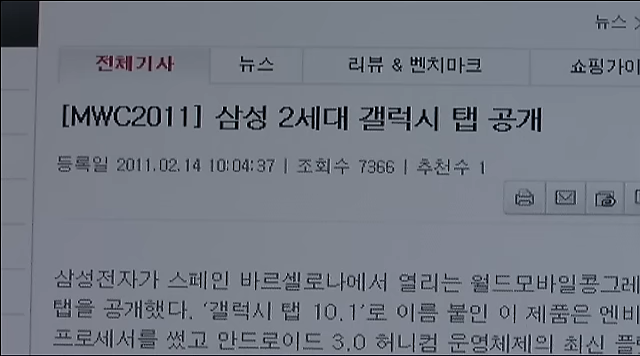 뉴스 >
전체기사 뉴스 리뷰 & 벤치마크 쇼핑가이
[MWC2011] 삼성 2세대 갤럭시 탭 공개
등록일 2011.02.14 10:04:37 | 조회수 7366 | 추천수 1
삼성전자가 스페인 바르셀로나에서 열리는 월드모바일콩그레
탭을 공개했다. '갤럭시 탭 10.1'로 이름 붙인 이 제품은 엔비
프로세서를 썼고 안드로이드 3.0 허니컴 운영체제의 최신 플